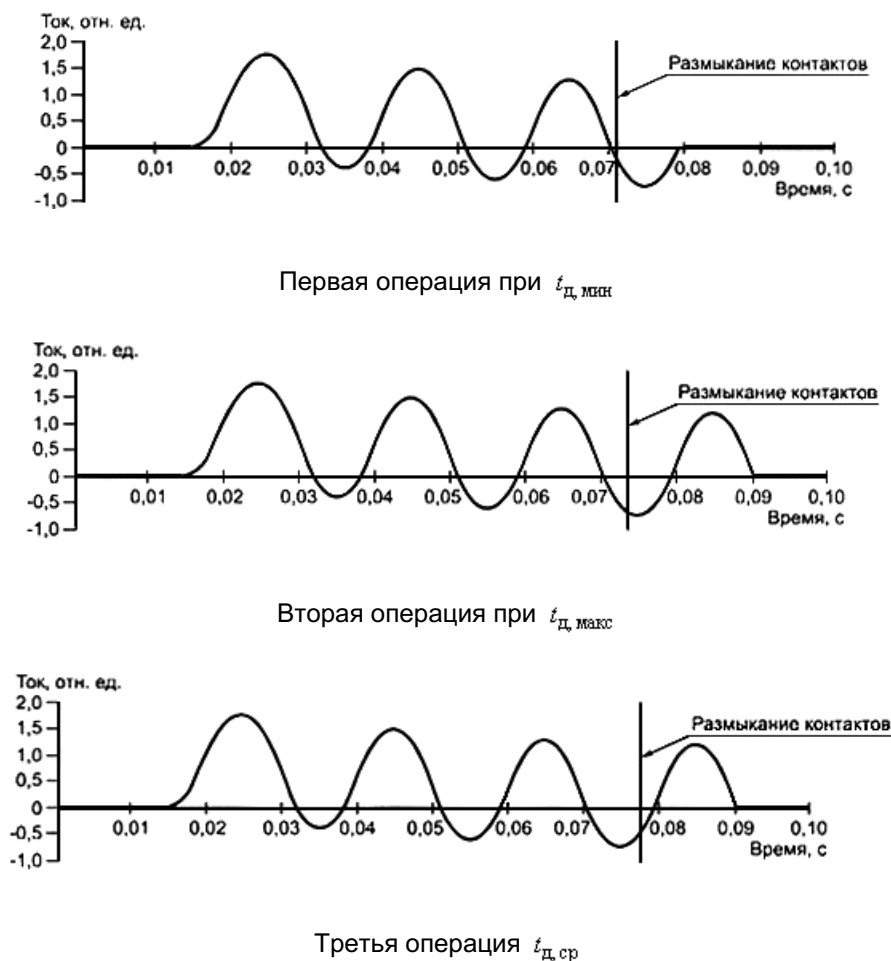 Ток, отн. ед.
2,0
1,5
1,0
0,5
0
-0,5
-1,0
Размыкание контактов
0,01 0,02 0,03 0,04 0,05 0,06 0,07 0,08 0,09 0,10
Время, с
Первая операция при tд, мин
Ток, отн. ед.
2,0
1,5
1,0
0,5
0
-0,5
-1,0
Размыкание контактов
0,01 0,02 0,03 0,04 0,05 0,06 0,07 0,08 0,09 0,10
Время, с
Вторая операция при tд, макс
Ток, отн. ед.
2,0
1,5
1,0
0,5
0
-0,5
-1,0
Размыкание контактов
0,01 0,02 0,03 0,04 0,05 0,06 0,07 0,08 0,09 0,10
Время, с
Третья операция tд, ср